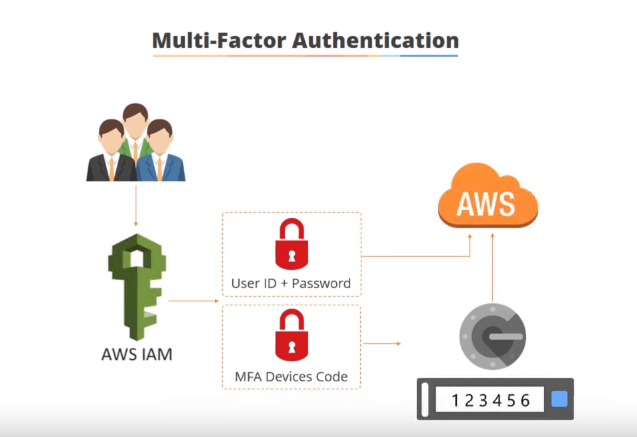 Multi-Factor Authentication
AWS
User ID + Password
AWS IAM
MFA Devices Code
123456